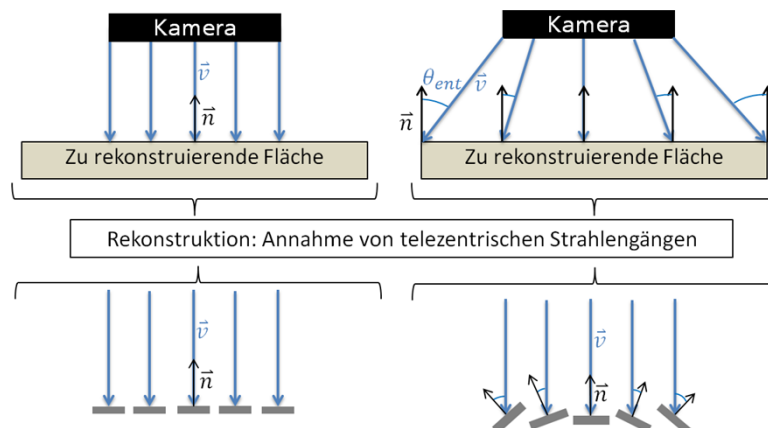 Kamera
v⃗
n⃗
Zu rekonstruierende Fläche
Kamera
θent v⃗
n⃗
Zu rekonstruierende Fläche
Rekonstruktion: Annahme von telezentrischen Strahlengängen
v⃗
n⃗
v⃗
n⃗